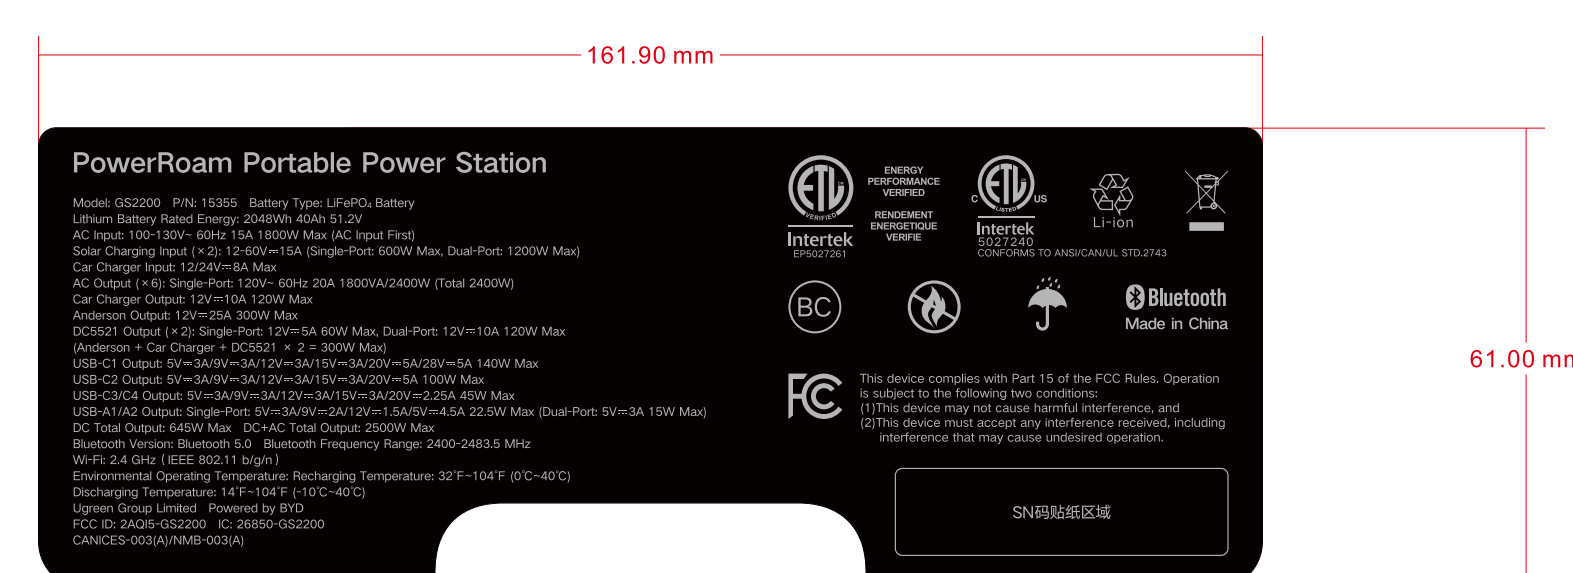 161.90 mm
PowerRoam Portable Power Station
Model: GS2200 P/N: 15355 Battery Type: LiFePO₄ Battery
Lithium Battery Rated Energy: 2048Wh 40Ah 51.2V
AC Input: 100-130V~ 60Hz 15A 1800W Max (AC Input First)
Solar Charging Input (×2): 12-60V⎓15A (Single-Port: 600W Max, Dual-Port: 1200W Max)
Car Charger Input: 12/24V⎓8A Max
AC Output (×6): Single-Port: 120V~ 60Hz 20A 1800VA/2400W (Total 2400W)
Car Charger Output: 12V⎓10A 120W Max
Anderson Output: 12V⎓25A 300W Max
DC5521 Output (×2): Single-Port: 12V⎓5A 60W Max, Dual-Port: 12V⎓10A 120W Max
(Anderson + Car Charger + DC5521 × 2 = 300W Max)
USB-C1 Output: 5V⎓3A/9V⎓3A/12V⎓3A/15V⎓3A/20V⎓5A/28V⎓5A 140W Max
USB-C2 Output: 5V⎓3A/9V⎓3A/12V⎓3A/15V⎓3A/20V⎓5A 100W Max
USB-C3/C4 Output: 5V⎓3A/9V⎓3A/12V⎓3A/15V⎓3A/20V⎓2.25A 45W Max
USB-A1/A2 Output: Single-Port: 5V⎓3A/9V⎓2A/12V⎓1.5A/5V⎓4.5A 22.5W Max (Dual-Port: 5V⎓3A 15W Max)
DC Total Output: 645W Max DC+AC Total Output: 2500W Max
Bluetooth Version: Bluetooth 5.0 Bluetooth Frequency Range: 2400-2483.5 MHz
Wi-Fi: 2.4 GHz (IEEE 802.11 b/g/n)
Environmental Operating Temperature: Recharging Temperature: 32°F~104°F (0℃~40℃)
Discharging Temperature: 14°F~104°F (-10℃~40℃)
Ugreen Group Limited Powered by BYD
FCC ID: 2AQI5-GS2200 IC: 26850-GS2200
CANICES-003(A)/NMB-003(A)
ETL
VERIFIED
Intertek
EP5027261
ENERGY
PERFORMANCE
VERIFIED
RENDEMENT
ENERGETIQUE
VERIFIE
ETL
LISTED
C US
Intertek
5027240
CONFORMS TO ANSI/CAN/UL STD.2743
Li-ion
BC
Bluetooth
Made in China
FC
This device complies with Part 15 of the FCC Rules. Operation
is subject to the following two conditions:
(1)This device may not cause harmful interference, and
(2)This device must accept any interference received, including
interference that may cause undesired operation.
SN码贴纸区域
61.00 mm